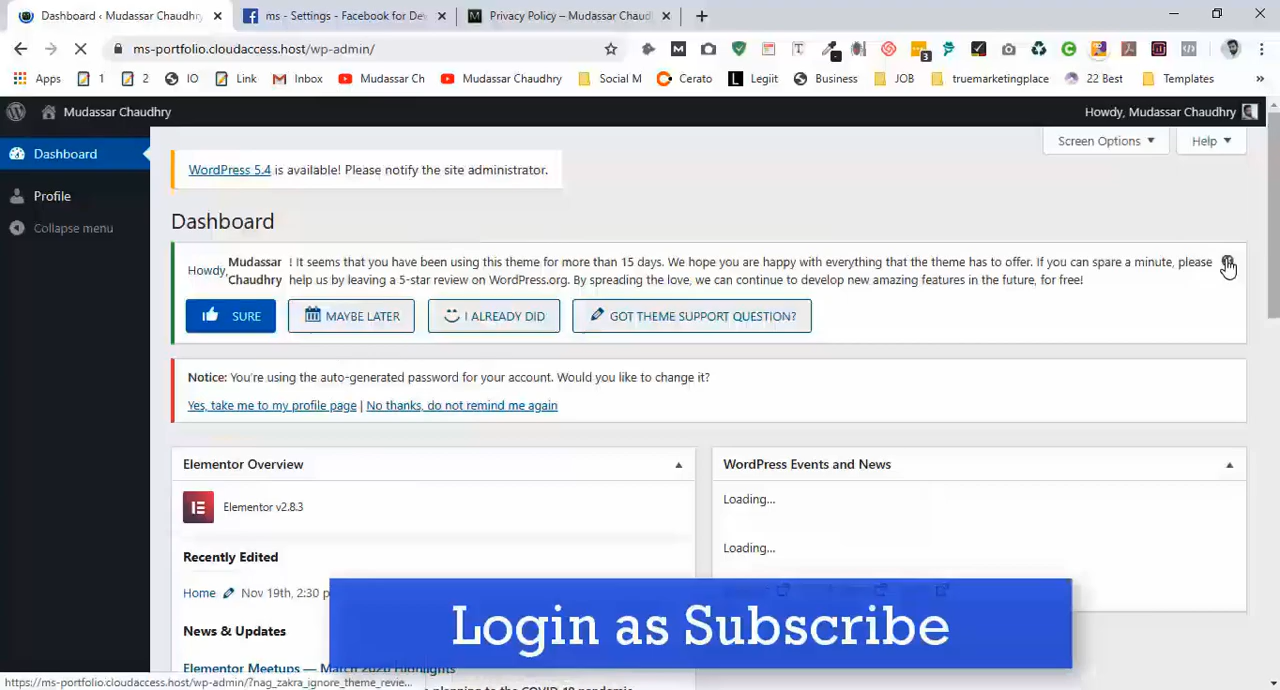 Dashboard ‹ Mudassar Chaudhry
ms - Settings - Facebook for Dev
Privacy Policy – Mudassar Chaud
ms-portfolio.cloudaccess.host/wp-admin/
Apps 1 2 IO Link Inbox Mudassar Ch Mudassar Chaudhry Social M Cerato Legiit Business JOB truemarketingplace 22 Best Templates »
Mudassar Chaudhry
Howdy, Mudassar Chaudhry
Dashboard
Profile
Collapse menu
Screen Options ▼
Help ▼
WordPress 5.4 is available! Please notify the site administrator.
Dashboard
Howdy, Mudassar Chaudhry ! It seems that you have been using this theme for more than 15 days. We hope you are happy with everything that the theme has to offer. If you can spare a minute, please
help us by leaving a 5-star review on WordPress.org. By spreading the love, we can continue to develop new amazing features in the future, for free!
SURE MAYBE LATER I ALREADY DID GOT THEME SUPPORT QUESTION?
Notice: You're using the auto-generated password for your account. Would you like to change it?
Yes, take me to my profile page | No thanks, do not remind me again
Elementor Overview
Elementor v2.8.3
Recently Edited
Home Nov 19th, 2:30 p
News & Updates
Elementor Meetups — March 2020 Highlights
planning to the COVID-19 pandemic
WordPress Events and News
Loading...
Loading...
Login as Subscribe
https://ms-portfolio.cloudaccess.host/wp-admin/?nag_zakra_ignore_theme_revie...